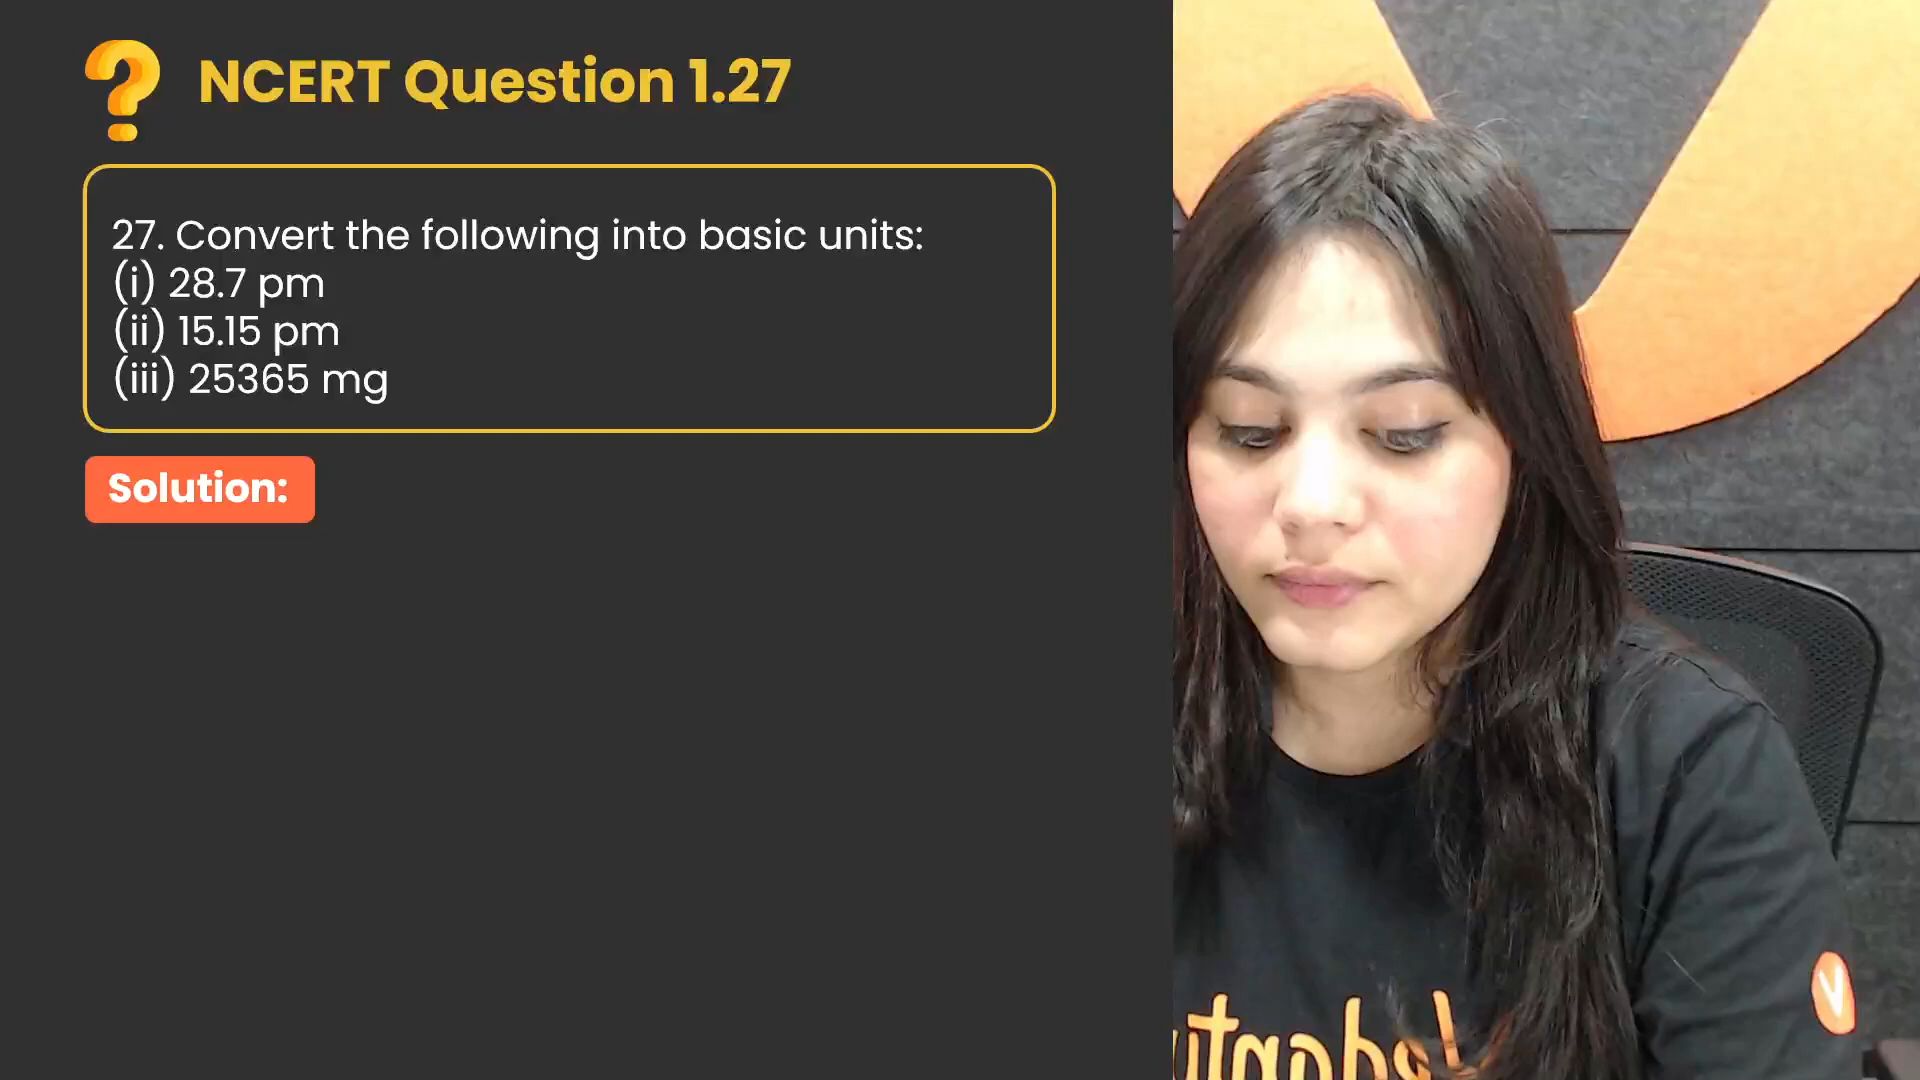 NCERT Question 1.27
27. Convert the following into basic units:
(i) 28.7 pm
(ii) 15.15 pm
(iii) 25365 mg
Solution: